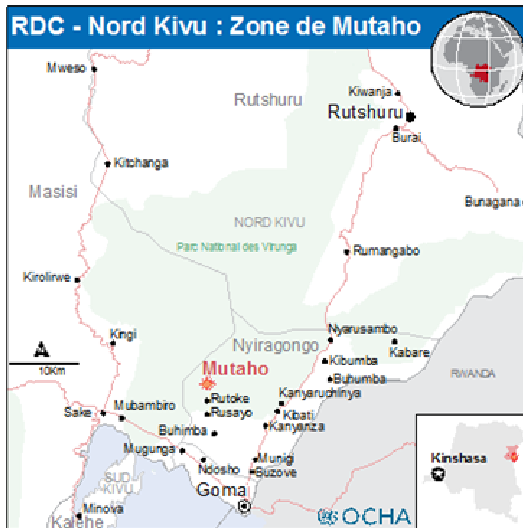 RDC - Nord Kivu : Zone de Mutaho
Mweso
Rutshuru
Kiwanja
Rutshuru
Burai
Kitchanga
Masisi
Bunagana
NORD KIVU
Parc National des Virunga
Rumangabo
Kirolirwe
Kingi
Nyarusambo
Nyiragongo
Kabare
Kibumba
10Km
Mutaho
Buhumba
RWANDA
Rutoke
Kanyaruchinya
Rusayo
Kibati
Sake
Mubambiro
Kanyanza
Buhimba
Mugunga
Ndosho
Munigi
Buzove
Kinshasa
SUD
KIVU
Goma
Minova
Kalehe
OCHA